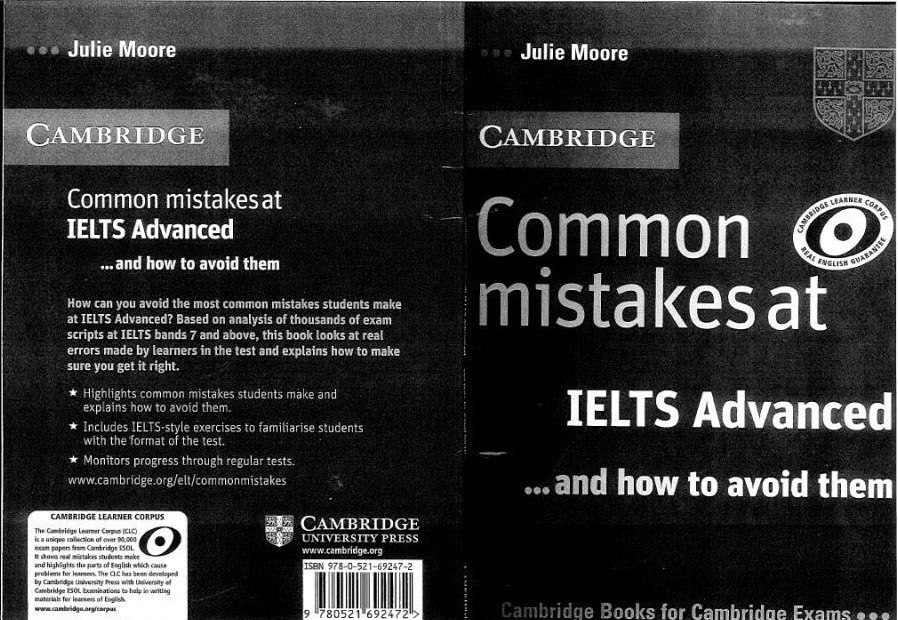 Julie Moore
CAMBRIDGE
Common mistakes at
IELTS Advanced
...and how to avoid them
How can you avoid the most common mistakes students make
at IELTS Advanced? Based on analysis of thousands of exam
scripts at IELTS bands 7 and above, this book looks at real
errors made by learners in the test and explains how to make
sure you get it right.
★ Highlights common mistakes students make and
explains how to avoid them.
★ Includes IELTS-style exercises to familiarise students
with the format of the test.
★ Monitors progress through regular tests.
www.cambridge.org/elt/commonmistakes
CAMBRIDGE LEARNER CORPUS
The Cambridge Learner Corpus (CLC)
is a unique collection of over 90,000
exam papers from Cambridge ESOL.
It shows real mistakes students make
and highlights the parts of English which cause
problems for learners. The CLC has been developed
by Cambridge University Press with University of
Cambridge ESOL Examinations to help in writing
materials for learners of English.
www.cambridge.org/corpus
CAMBRIDGE
UNIVERSITY PRESS
www.cambridge.org
ISBN 978-0-521-69247-2
9 780521 692472 >
Julie Moore
CAMBRIDGE
CAMBRIDGE LEARNER CORPUS
REAL ENGLISH GUARANTEE
Common
mistakes at
IELTS Advanced
...and how to avoid them
Cambridge Books for Cambridge Exams